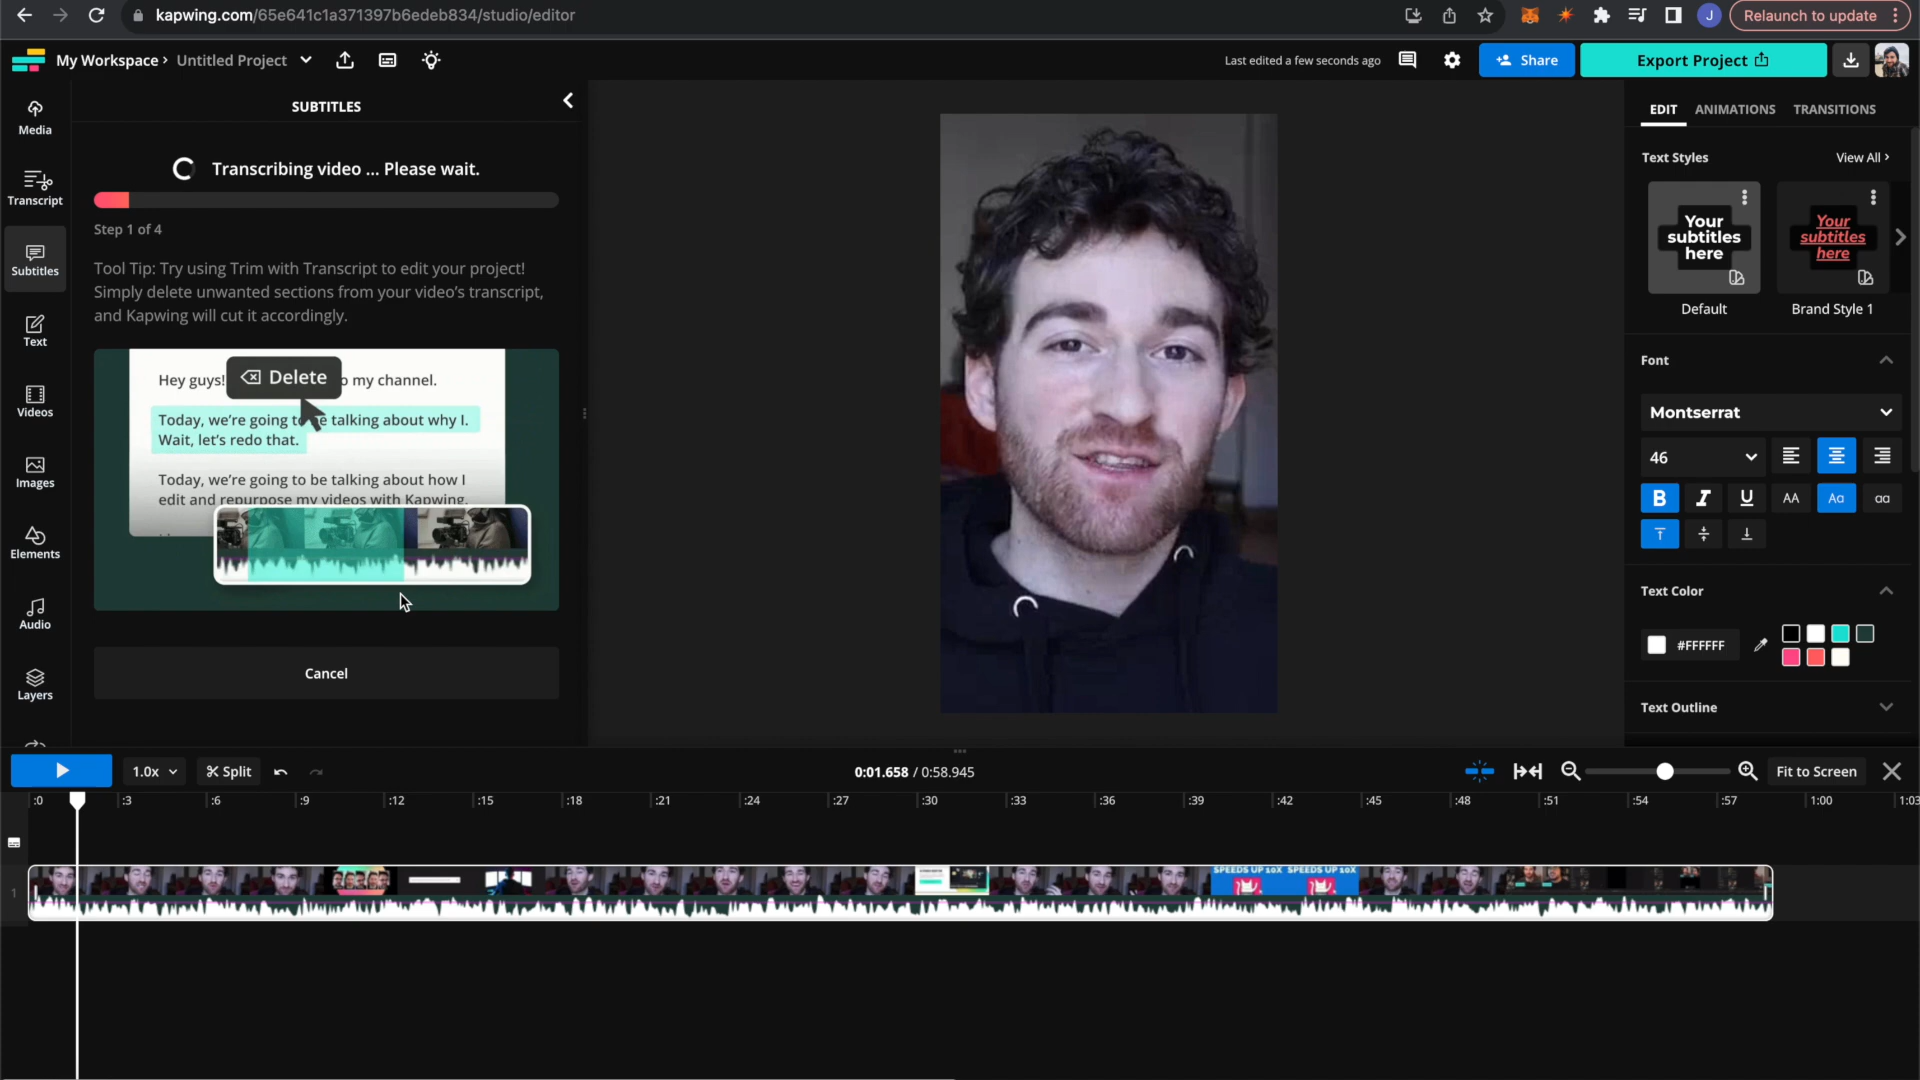 kapwing.com/65e641c1a371397b6edeb834/studio/editor
J
Relaunch to update
My Workspace › Untitled Project
Last edited a few seconds ago
Share
Export Project
Media
Transcript
Subtitles
Text
Videos
Images
Elements
Audio
Layers
SUBTITLES
Transcribing video ... Please wait.
Step 1 of 4
Tool Tip: Try using Trim with Transcript to edit your project!
Simply delete unwanted sections from your video's transcript,
and Kapwing will cut it accordingly.
Delete
Hey guys! o my channel.
Today, we're going to be talking about why I.
Wait, let's redo that.
Today, we're going to be talking about how I
edit and repurpose my videos with Kapwing.
Cancel
EDIT ANIMATIONS TRANSITIONS
Text Styles
View All ›
Your
subtitles
here
Default
Your
subtitles
here
Brand Style 1
Font
Montserrat
46
B I U AA Aa aa
Text Color
#FFFFFF
Text Outline
1.0x
Split
0:01.658 / 0:58.945
Fit to Screen
:0 :3 :6 :9 :12 :15 :18 :21 :24 :27 :30 :33 :36 :39 :42 :45 :48 :51 :54 :57 1:00 1:03
1
SPEEDS UP 10X SPEEDS UP 10X